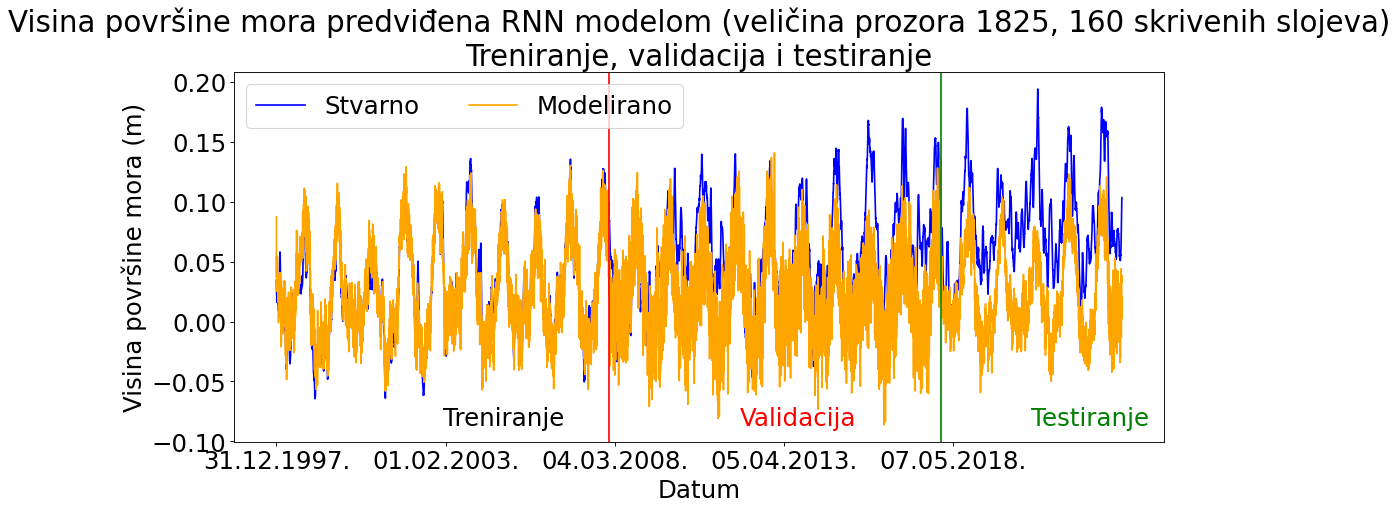 Visina površine mora predviđena RNN modelom (veličina prozora 1825, 160 skrivenih slojeva)
Treniranje, validacija i testiranje
Stvarno
Modelirano
Visina površine mora (m)
0.20
0.15
0.10
0.05
0.00
−0.05
−0.10
Treniranje
Validacija
Testiranje
31.12.1997.
01.02.2003.
04.03.2008.
05.04.2013.
07.05.2018.
Datum